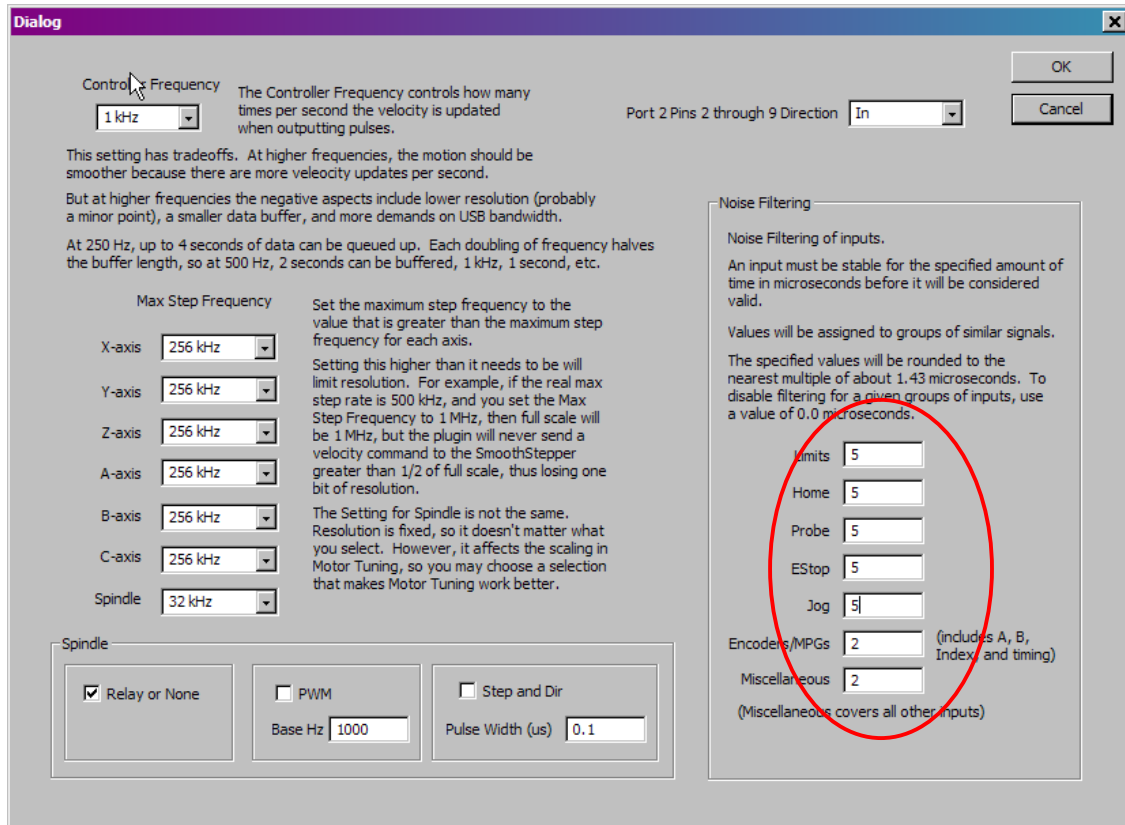 Dialog
Controller Frequency
1 kHz
The Controller Frequency controls how many
times per second the velocity is updated
when outputting pulses.
Port 2 Pins 2 through 9 Direction
In
OK
Cancel
This setting has tradeoffs. At higher frequencies, the motion should be
smoother because there are more veleocity updates per second.
But at higher frequencies the negative aspects include lower resolution (probably
a minor point), a smaller data buffer, and more demands on USB bandwidth.
At 250 Hz, up to 4 seconds of data can be queued up. Each doubling of frequency halves
the buffer length, so at 500 Hz, 2 seconds can be buffered, 1 kHz, 1 second, etc.
Max Step Frequency
X-axis 256 kHz
Y-axis 256 kHz
Z-axis 256 kHz
A-axis 256 kHz
B-axis 256 kHz
C-axis 256 kHz
Spindle 32 kHz
Set the maximum step frequency to the
value that is greater than the maximum step
frequency for each axis.
Setting this higher than it needs to be will
limit resolution. For example, if the real max
step rate is 500 kHz, and you set the Max
Step Frequency to 1 MHz, then full scale will
be 1 MHz, but the plugin will never send a
velocity command to the SmoothStepper
greater than 1/2 of full scale, thus losing one
bit of resolution.
The Setting for Spindle is not the same.
Resolution is fixed, so it doesn't matter what
you select. However, it affects the scaling in
Motor Tuning, so you may choose a selection
that makes Motor Tuning work better.
Spindle
Relay or None
PWM
Base Hz 1000
Step and Dir
Pulse Width (us) 0.1
Noise Filtering
Noise Filtering of inputs.
An input must be stable for the specified amount of
time in microseconds before it will be considered
valid.
Values will be assigned to groups of similar signals.
The specified values will be rounded to the
nearest multiple of about 1.43 microseconds. To
disable filtering for a given groups of inputs, use
a value of 0.0 microseconds.
Limits 5
Home 5
Probe 5
EStop 5
Jog 5
Encoders/MPGs 2
(includes A, B,
Index, and timing)
Miscellaneous 2
(Miscellaneous covers all other inputs)